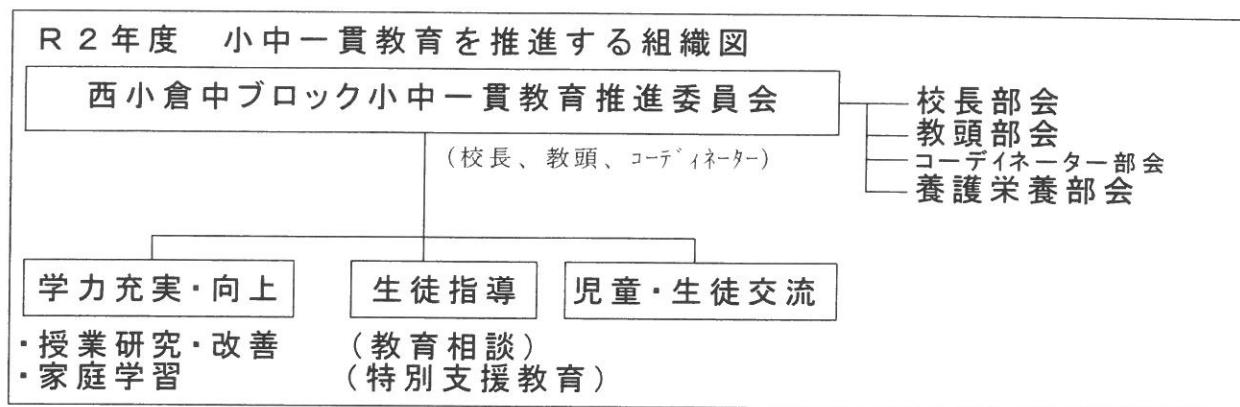 R2年度 小中一貫教育を推進する組織図
西小倉中ブロック小中一貫教育推進委員会
(校長、教頭、コーディネーター)
校長部会
教頭部会
コーディネーター部会
養護栄養部会
学力充実・向上
・授業研究・改善
・家庭学習
生徒指導
(教育相談)
(特別支援教育)
児童・生徒交流